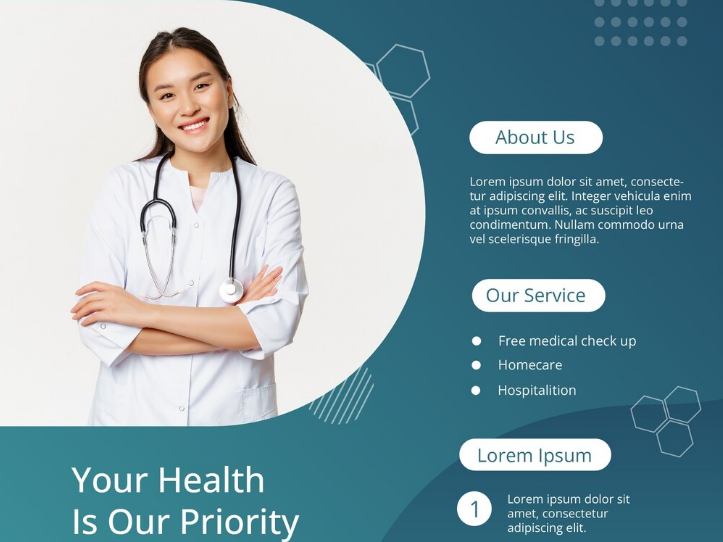 About Us
Lorem ipsum dolor sit amet, consecte-
tur adipiscing elit. Integer vehicula enim
at ipsum convallis, ac suscipit leo
condimentum. Nullam commodo urna
vel scelerisque fringilla.
Our Service
Free medical check up
Homecare
Hospitalition
Lorem Ipsum
1
Lorem ipsum dolor sit
amet, consectetur
adipiscing elit.
Your Health
Is Our Priority